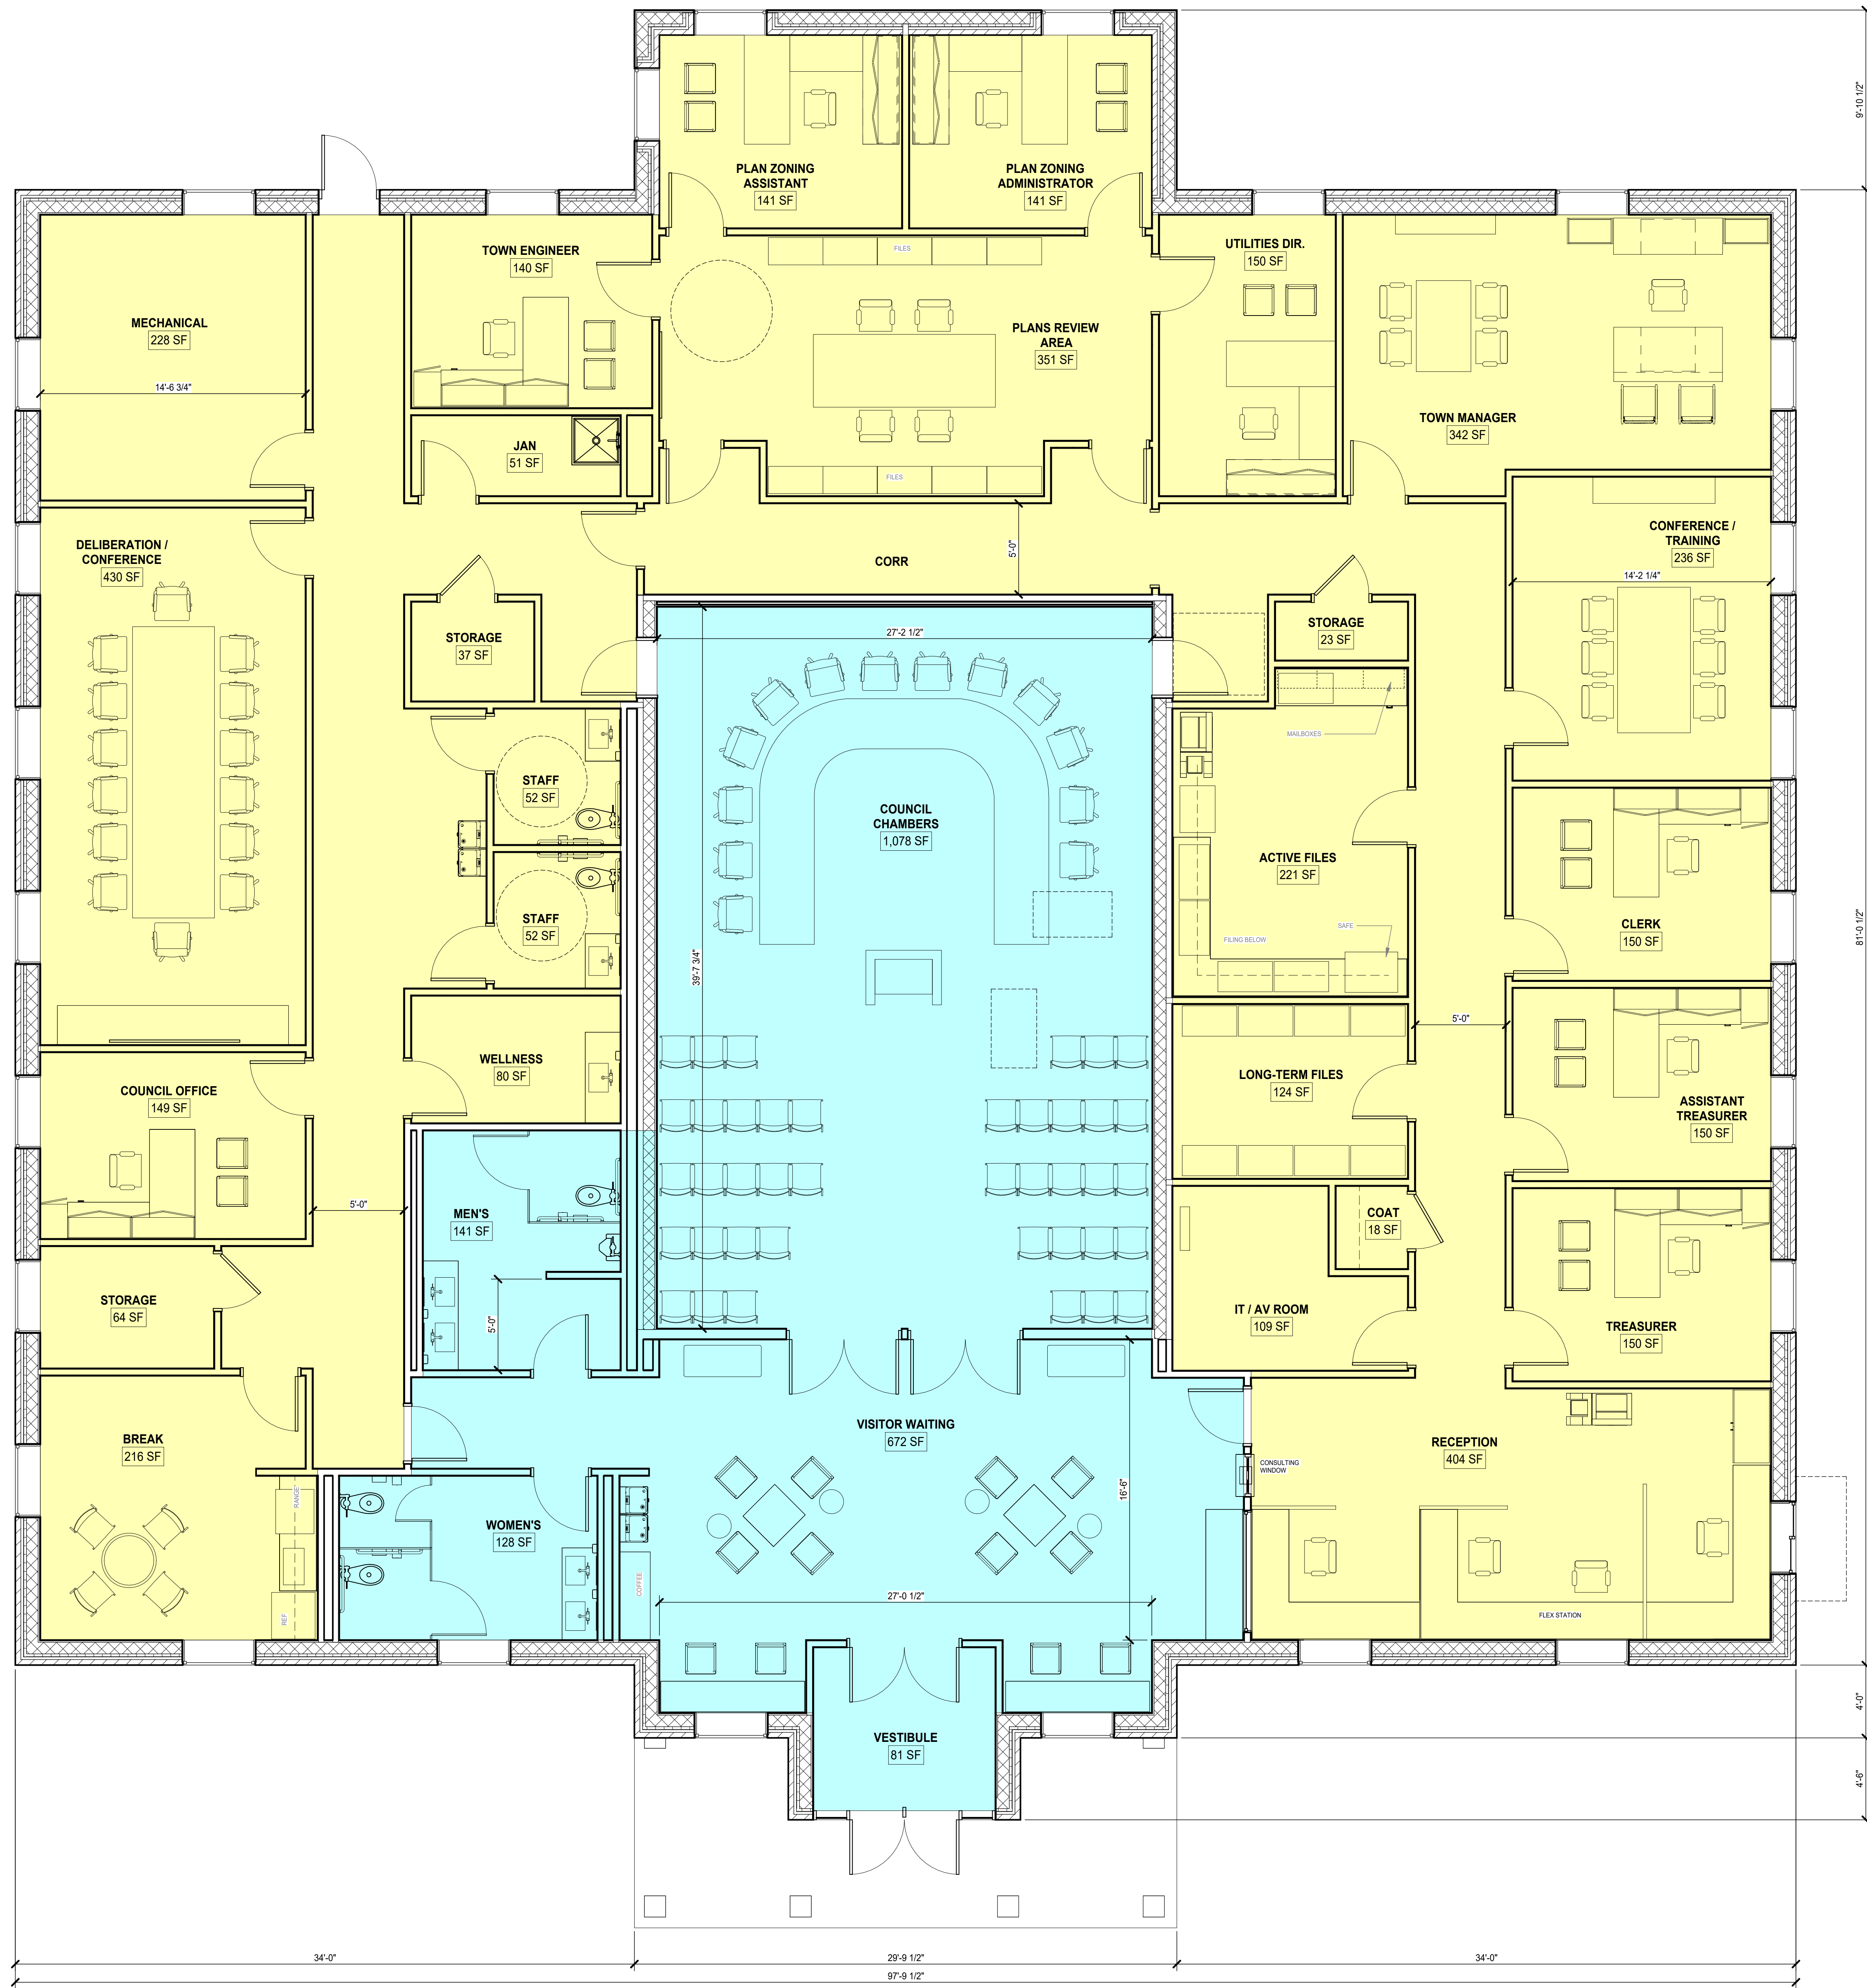 9'-10 1/2"
PLAN ZONING
ASSISTANT
141 SF
PLAN ZONING
ADMINISTRATOR
141 SF
MECHANICAL
228 SF
14'-6 3/4"
TOWN ENGINEER
140 SF
FILES
PLANS REVIEW
AREA
351 SF
FILES
UTILITIES DIR.
150 SF
TOWN MANAGER
342 SF
JAN
51 SF
DELIBERATION /
CONFERENCE
430 SF
CORR
5'-0"
CONFERENCE /
TRAINING
236 SF
14'-2 1/4"
STORAGE
37 SF
27'-2 1/2"
STORAGE
23 SF
MAILBOXES
STAFF
52 SF
COUNCIL
CHAMBERS
1,078 SF
ACTIVE FILES
221 SF
STAFF
52 SF
FILING BELOW
SAFE
CLERK
150 SF
81'-0 1/2"
39'-7 3/4"
5'-0"
WELLNESS
80 SF
LONG-TERM FILES
124 SF
COUNCIL OFFICE
149 SF
ASSISTANT
TREASURER
150 SF
5'-0"
MEN'S
141 SF
COAT
18 SF
STORAGE
64 SF
5'-0"
IT / AV ROOM
109 SF
TREASURER
150 SF
BREAK
216 SF
VISITOR WAITING
672 SF
RECEPTION
404 SF
CONSULTING
WINDOW
RANGE
16'-6"
WOMEN'S
128 SF
COFFEE
27'-0 1/2"
REF
FLEX STATION
4'-0"
VESTIBULE
81 SF
4'-6"
34'-0"
29'-9 1/2"
34'-0"
97'-9 1/2"